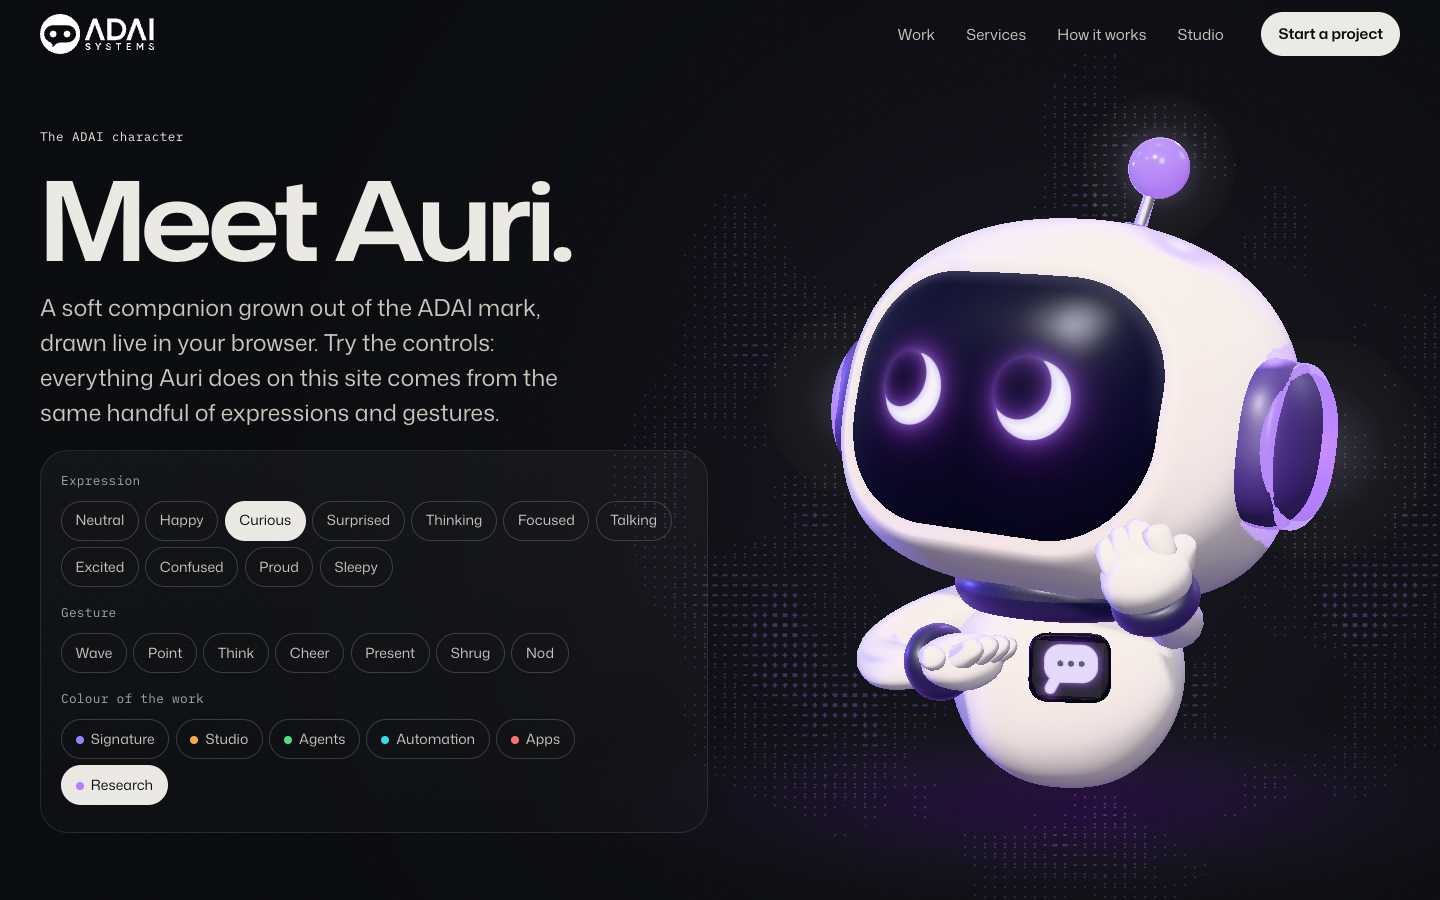 ADAI
SYSTEMS
Work
Services
How it works
Studio
Start a project
The ADAI character
Meet Auri.
A soft companion grown out of the ADAI mark,
drawn live in your browser. Try the controls:
everything Auri does on this site comes from the
same handful of expressions and gestures.
Expression
Neutral
Happy
Curious
Surprised
Thinking
Focused
Talking
Excited
Confused
Proud
Sleepy
Gesture
Wave
Point
Think
Cheer
Present
Shrug
Nod
Colour of the work
Signature
Studio
Agents
Automation
Apps
Research